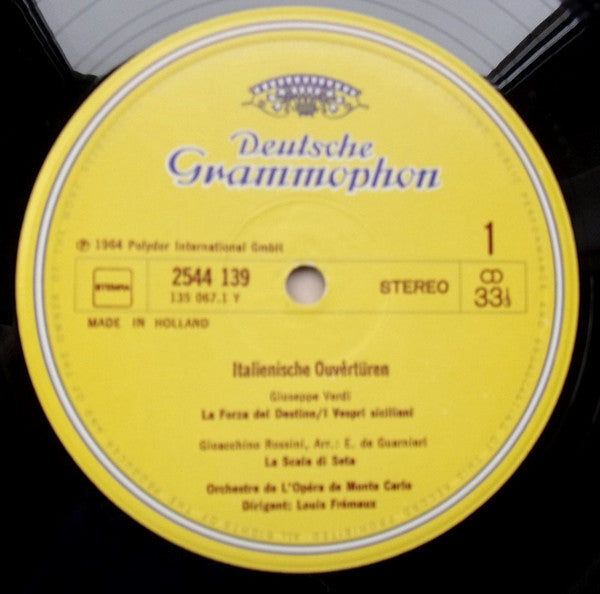 Deutsche
Grammophon
℗ 1964 Polydor International GmbH
1
STEMRA
2544 139
135 067.1 Y
STEREO
33⅓
MADE IN HOLLAND
Italienische Ouvertüren
Giuseppe Verdi
La Forza del Destino/I Vespri siciliani
Gioacchino Rossini, Arr.: E. de Guarnieri
La Scala di Seta
Orchestre de L'Opéra de Monte Carlo
Dirigent: Louis Frémaux